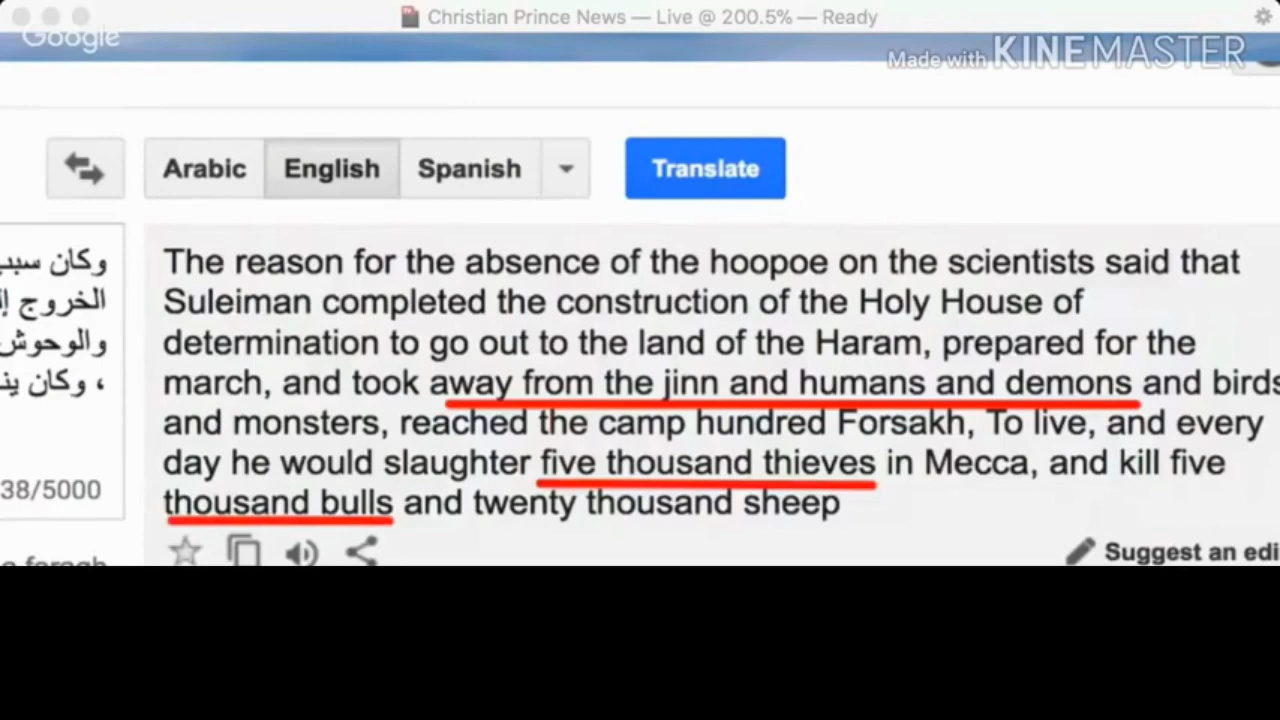 Christian Prince News — Live @ 200.5% — Ready
Google
Made with KINEMASTER
Arabic English Spanish Translate
وكان سبب
الخروج
والوحوش
، وكان
38/5000
The reason for the absence of the hoopoe on the scientists said that
Suleiman completed the construction of the Holy House of
determination to go out to the land of the Haram, prepared for the
march, and took away from the jinn and humans and demons and birds
and monsters, reached the camp hundred Forsakh, To live, and every
day he would slaughter five thousand thieves in Mecca, and kill five
thousand bulls and twenty thousand sheep
Suggest an edi